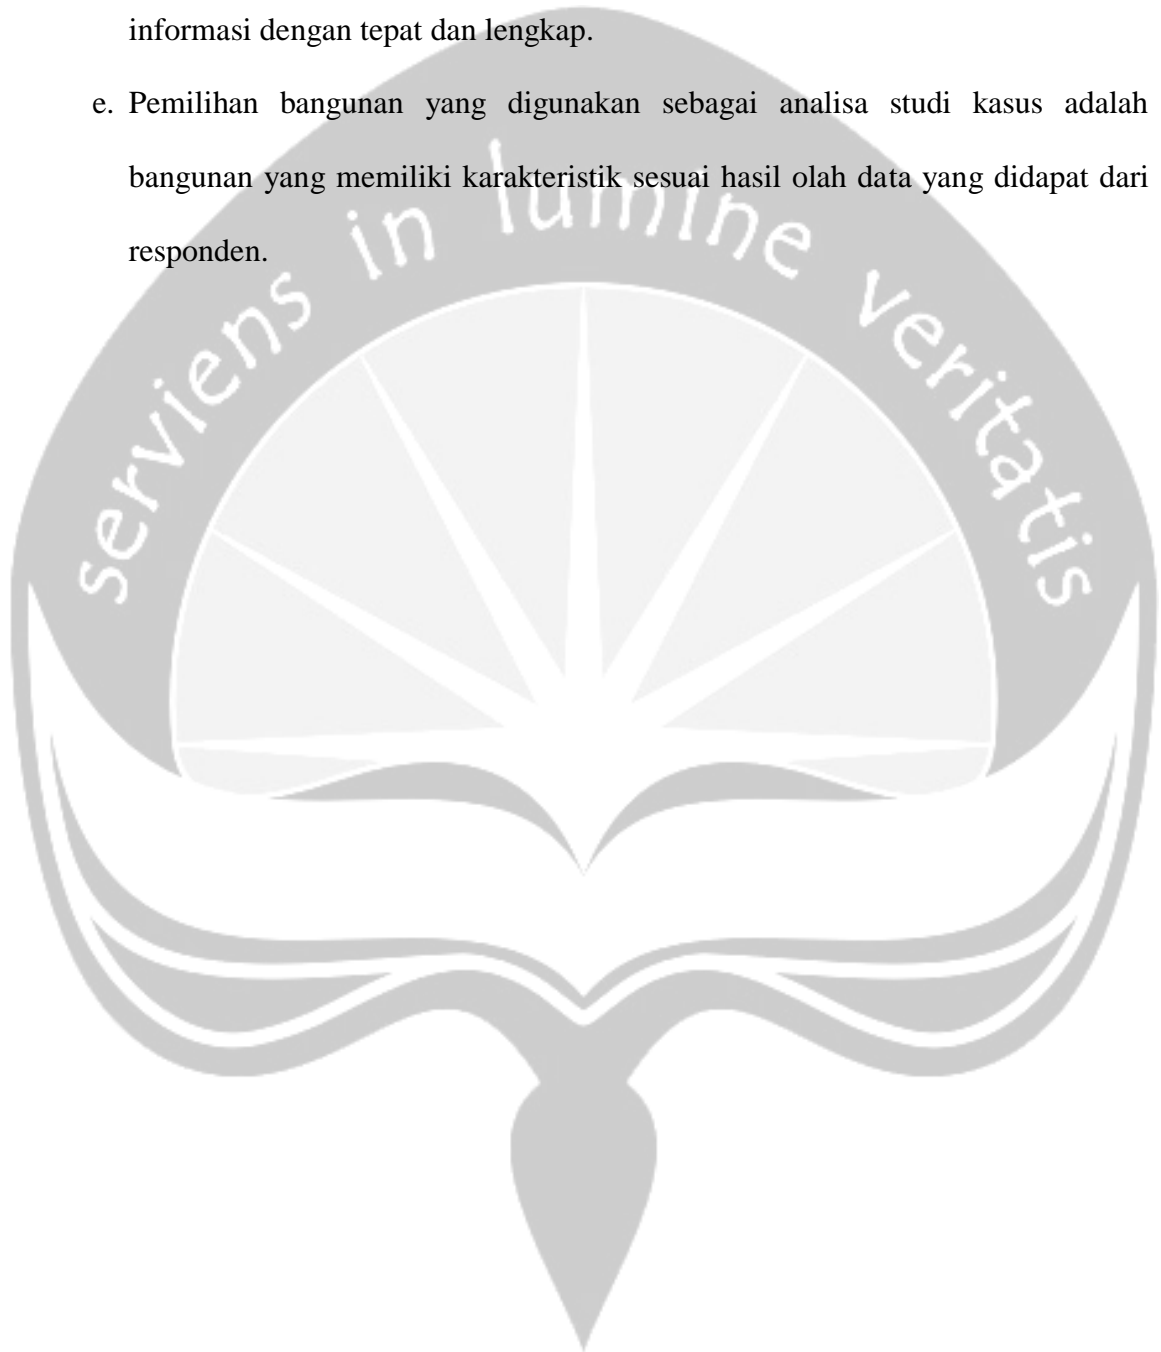 informasi dengan tepat dan lengkap.
e. Pemilihan bangunan yang digunakan sebagai analisa studi kasus adalah
bangunan yang memiliki karakteristik sesuai hasil olah data yang didapat dari
responden.
serviens in lumine veritatis